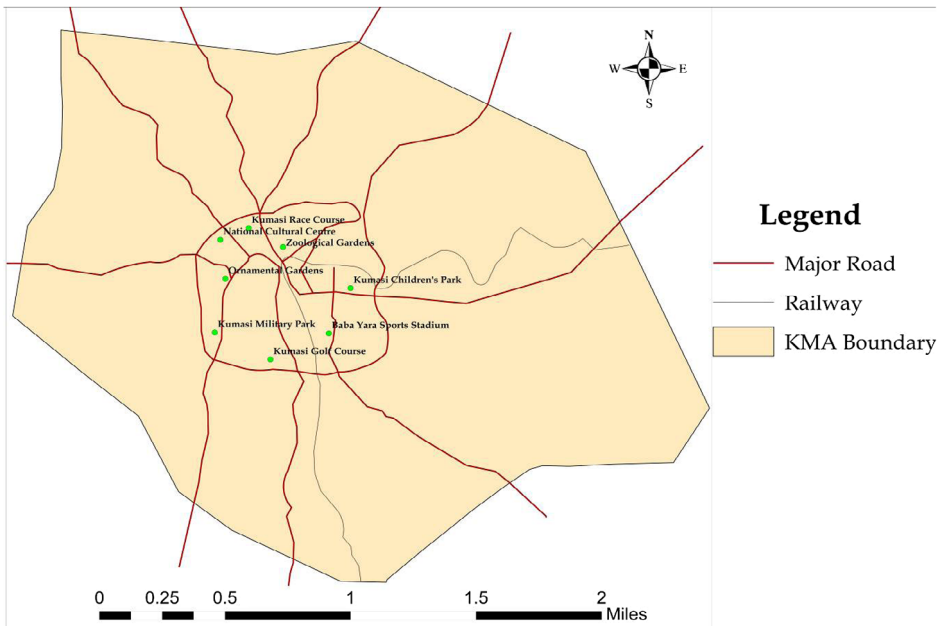 N
W E
S
Kumasi Race Course
National Cultural Centre
Zoological Gardens
Ornamental Gardens
Kumasi Children's Park
Kumasi Military Park
Baba Yara Sports Stadium
Kumasi Golf Course
Legend
Major Road
Railway
KMA Boundary
0 0.25 0.5 1 1.5 2
Miles